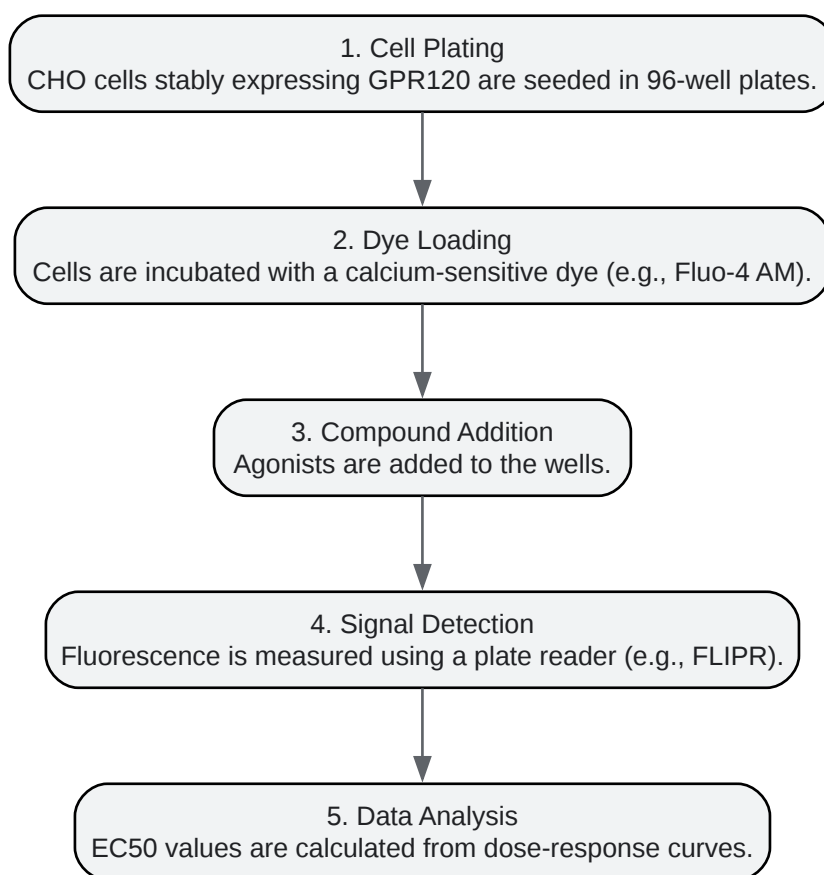 1. Cell Plating
CHO cells stably expressing GPR120 are seeded in 96-well plates.
2. Dye Loading
Cells are incubated with a calcium-sensitive dye (e.g., Fluo-4 AM).
3. Compound Addition
Agonists are added to the wells.
4. Signal Detection
Fluorescence is measured using a plate reader (e.g., FLIPR).
5. Data Analysis
EC50 values are calculated from dose-response curves.